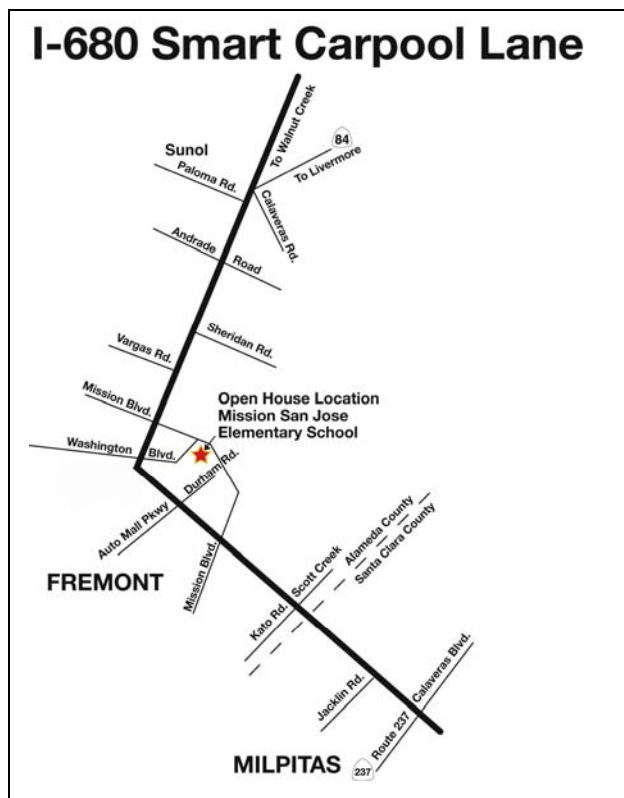 I-680 Smart Carpool Lane
To Walnut Creek
84
To Livermore
Sunol
Paloma Rd.
Calaveras Rd.
Andrade Road
Sheridan Rd.
Vargas Rd.
Mission Blvd.
Open House Location
Mission San Jose
Elementary School
Washington Blvd.
Durham Rd.
Auto Mall Pkwy
FREMONT
Mission Blvd.
Alameda County
Santa Clara County
Scott Creek
Kato Rd.
Jacklin Rd.
Calaveras Blvd.
Route 237
MILPITAS
237